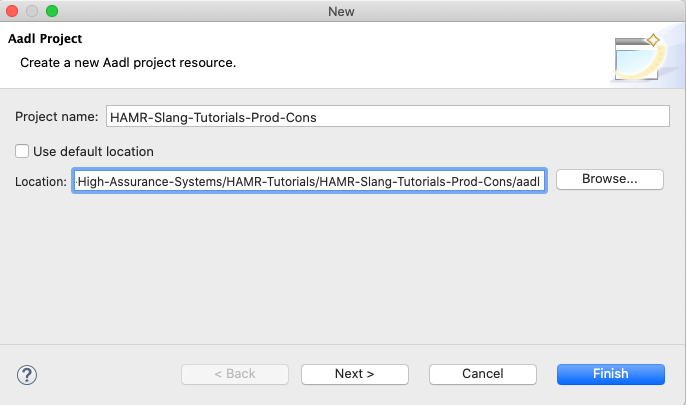 New
Aadl Project
Create a new Aadl project resource.
Project name: HAMR-Slang-Tutorials-Prod-Cons
Use default location
Location: -High-Assurance-Systems/HAMR-Tutorials/HAMR-Slang-Tutorials-Prod-Cons/aadl Browse...
? < Back Next > Cancel Finish